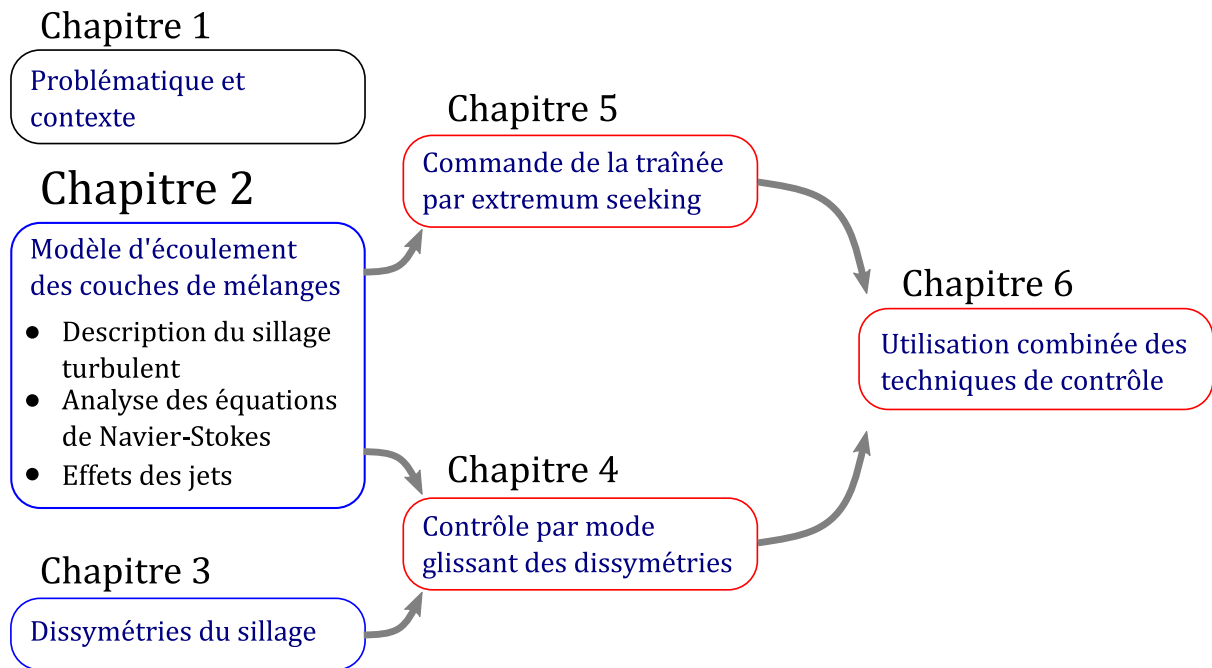 Chapitre 1
Problématique et
contexte
Chapitre 2
Modèle d'écoulement
des couches de mélanges
● Description du sillage
turbulent
● Analyse des équations
de Navier-Stokes
● Effets des jets
Chapitre 3
Dissymétries du sillage
Chapitre 5
Commande de la traînée
par extremum seeking
Chapitre 4
Contrôle par mode
glissant des dissymétries
Chapitre 6
Utilisation combinée des
techniques de contrôle